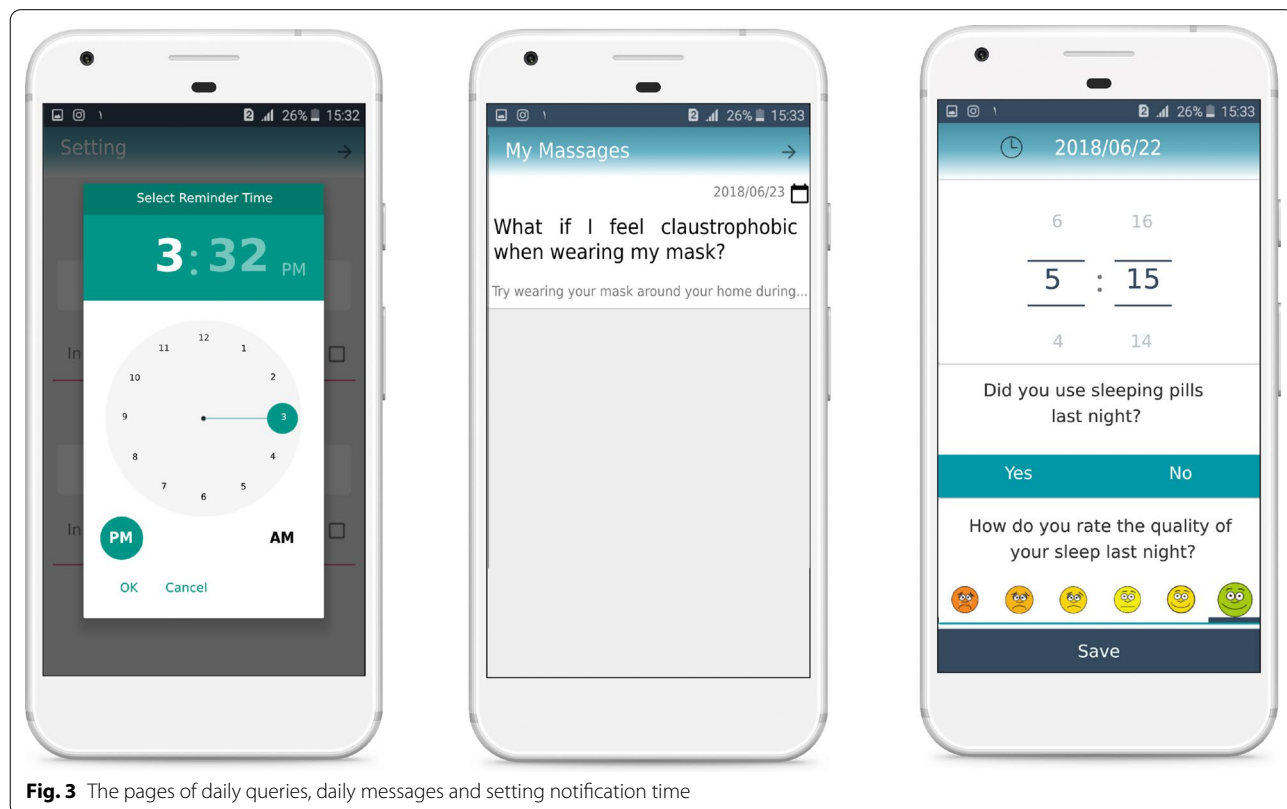 26% 15:32
Setting
Select Reminder Time
3:32 PM
12
11 1
10 2
9 3
8 4
7 5
6
In
In
PM AM
OK Cancel
۱ 2 26% 15:33
My Massages
2018/06/23
What if I feel claustrophobic
when wearing my mask?
Try wearing your mask around your home during...
۱ 2 26% 15:33
2018/06/22
6 16
5 : 15
4 14
Did you use sleeping pills
last night?
Yes No
How do you rate the quality of
your sleep last night?
Save
Fig. 3 The pages of daily queries, daily messages and setting notification time